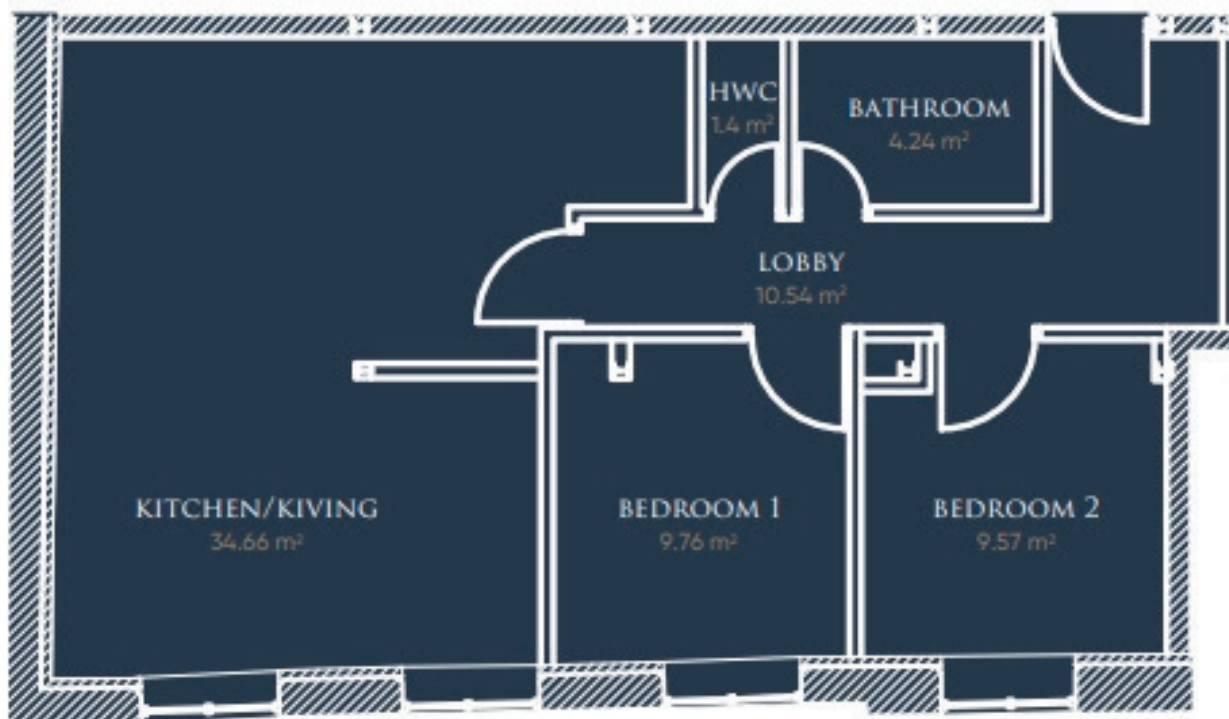 HWC
1.4 m²
BATHROOM
4.24 m²
LOBBY
10.54 m²
KITCHEN/KIVING
34.66 m²
BEDROOM 1
9.76 m²
BEDROOM 2
9.57 m²